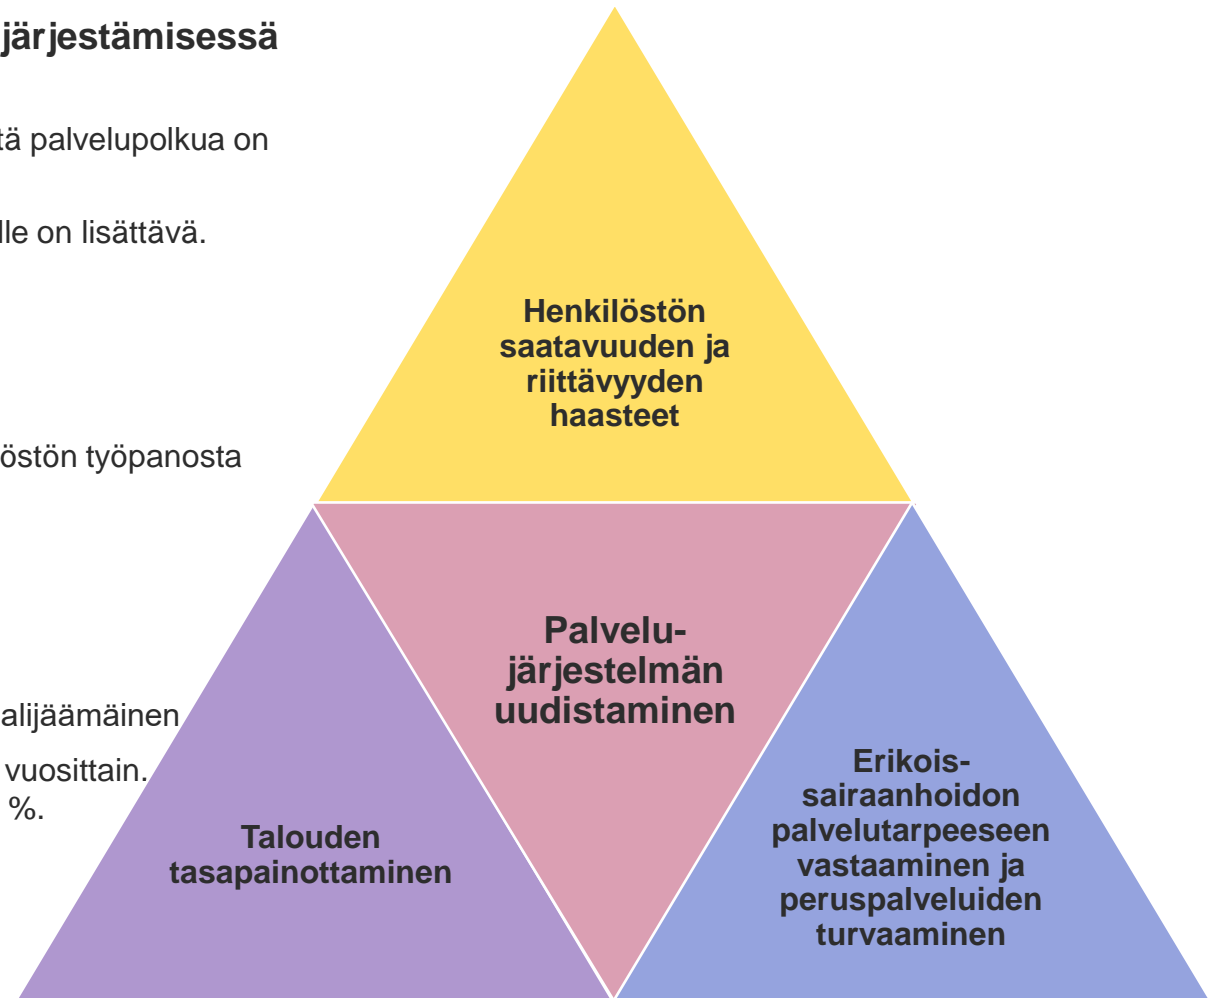 järjestämisessä
tä palvelupolkua on
lle on lisättävä.
östön työpanosta
alijäämäinen
vuosittain.
%.
Henkilöstön
saatavuuden ja
riittävyyden
haasteet
Palvelu-
järjestelmän
uudistaminen
Talouden
tasapainottaminen
Erikois-
sairaanhoidon
palvelutarpeeseen
vastaaminen ja
peruspalveluiden
turvaaminen